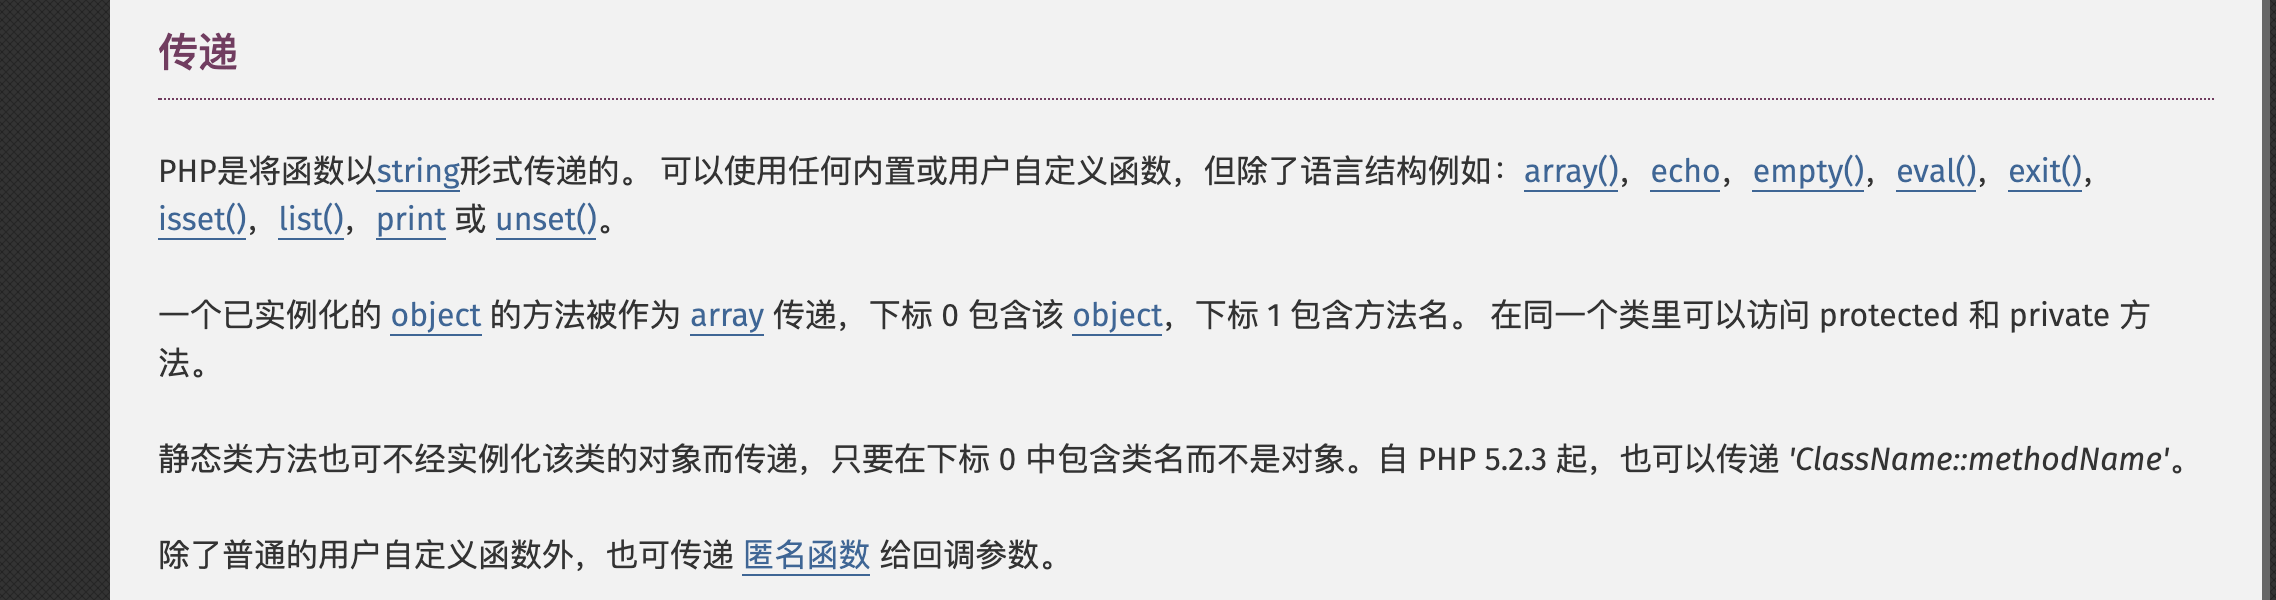 传递
PHP是将函数以string形式传递的。 可以使用任何内置或用户自定义函数，但除了语言结构例如：array()，echo，empty()，eval()，exit()，
isset()，list()，print 或 unset()。
一个已实例化的 object 的方法被作为 array 传递，下标 0 包含该 object，下标 1 包含方法名。 在同一个类里可以访问 protected 和 private 方
法。
静态类方法也可不经实例化该类的对象而传递，只要在下标 0 中包含类名而不是对象。自 PHP 5.2.3 起，也可以传递 'ClassName::methodName'。
除了普通的用户自定义函数外，也可传递 匿名函数 给回调参数。